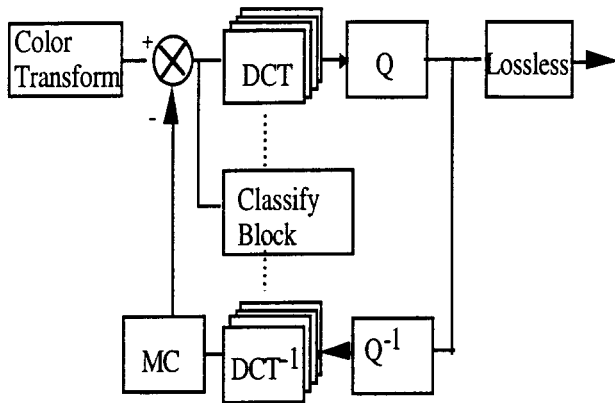 Color
Transform
+
-
DCT
Q
Lossless
Classify
Block
MC
DCT-1
Q-1